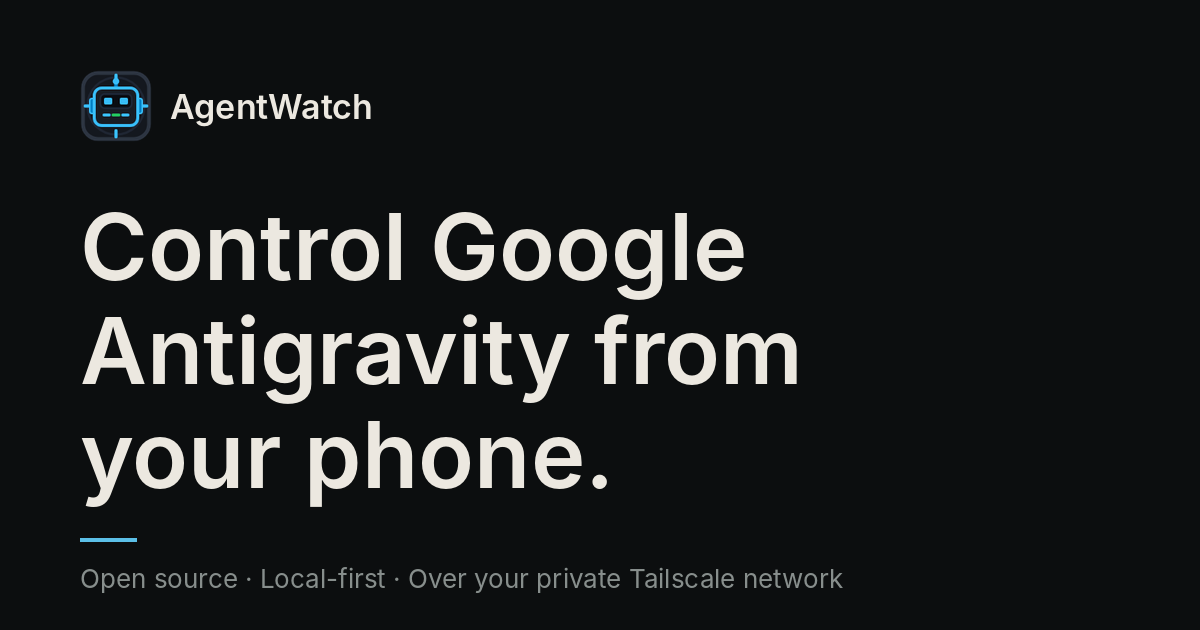 AgentWatch
Control Google
Antigravity from
your phone.
Open source · Local-first · Over your private Tailscale network